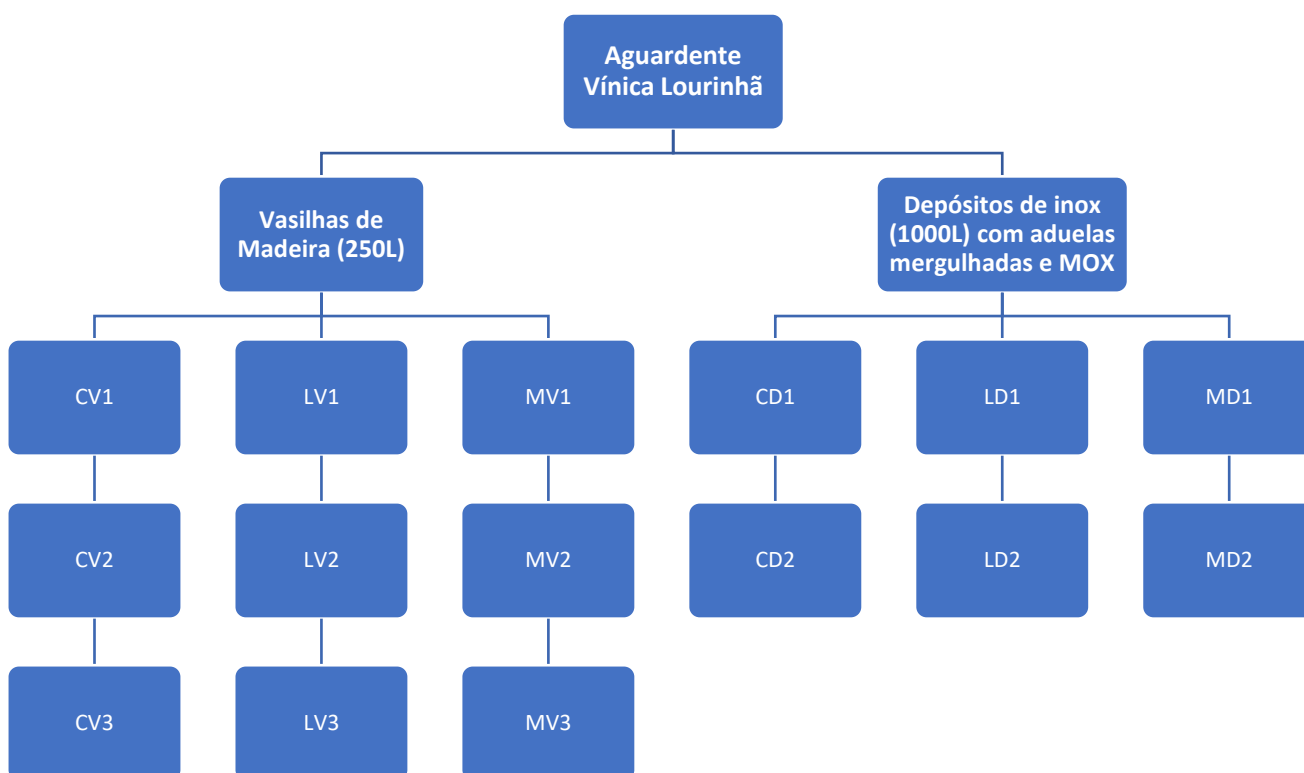 Aguardente
Vínica Lourinhã
Vasilhas de
Madeira (250L)
Depósitos de inox
(1000L) com aduelas
mergulhadas e MOX
CV1
LV1
MV1
CD1
LD1
MD1
CV2
LV2
MV2
CD2
LD2
MD2
CV3
LV3
MV3